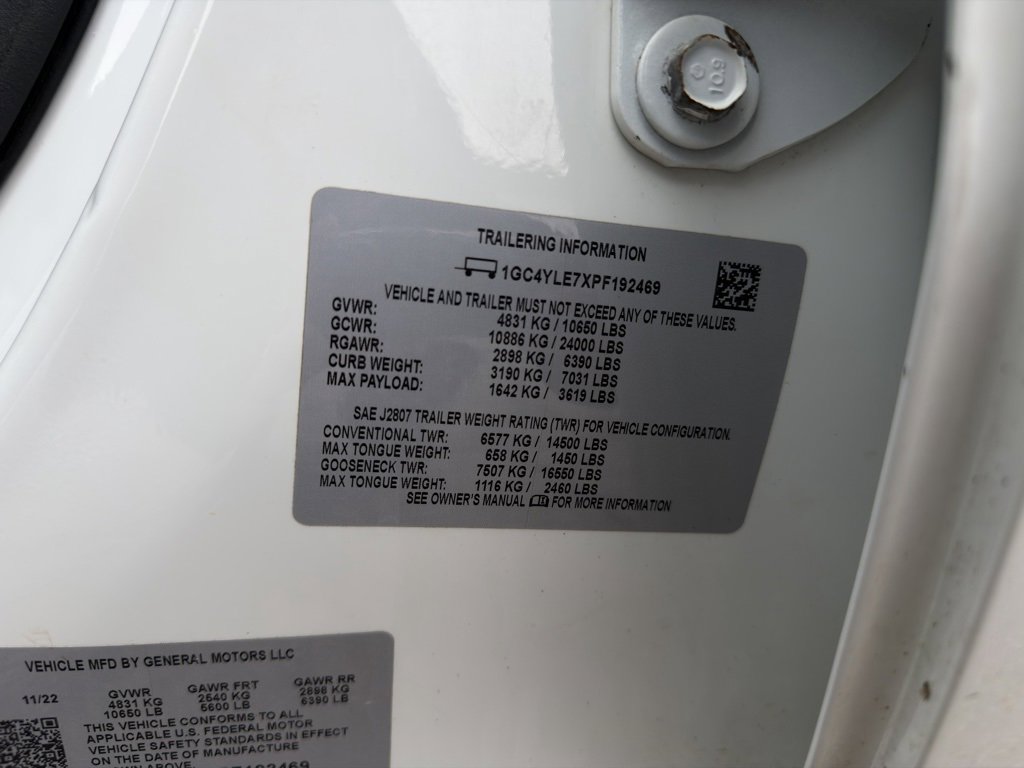 10.9
TRAILERING INFORMATION
1GC4YLE7XPF192469
VEHICLE AND TRAILER MUST NOT EXCEED ANY OF THESE VALUES.
GVWR: 4831 KG / 10650 LBS
GCWR: 10886 KG / 24000 LBS
RGAWR: 2898 KG / 6390 LBS
CURB WEIGHT: 3190 KG / 7031 LBS
MAX PAYLOAD: 1642 KG / 3619 LBS
SAE J2807 TRAILER WEIGHT RATING (TWR) FOR VEHICLE CONFIGURATION.
CONVENTIONAL TWR: 6577 KG / 14500 LBS
MAX TONGUE WEIGHT: 658 KG / 1450 LBS
GOOSENECK TWR: 7507 KG / 16550 LBS
MAX TONGUE WEIGHT: 1116 KG / 2460 LBS
SEE OWNER'S MANUAL FOR MORE INFORMATION
VEHICLE MFD BY GENERAL MOTORS LLC
11/22 GVWR GAWR FRT GAWR RR
4831 KG 2540 KG 2898 KG
10650 LB 5600 LB 6390 LB
THIS VEHICLE CONFORMS TO ALL
APPLICABLE U.S. FEDERAL MOTOR
VEHICLE SAFETY STANDARDS IN EFFECT
ON THE DATE OF MANUFACTURE
ABOVE.
192469